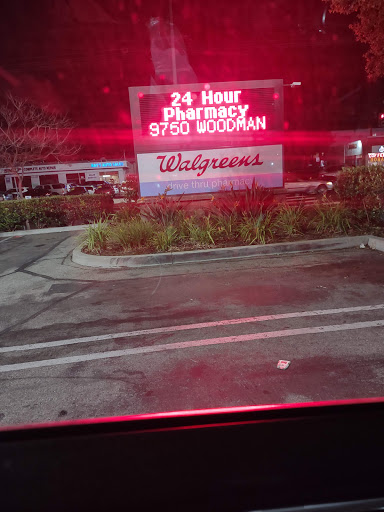 24 Hour
Pharmacy
9750 WOODMAN
Walgreens
drive thru pharmacy